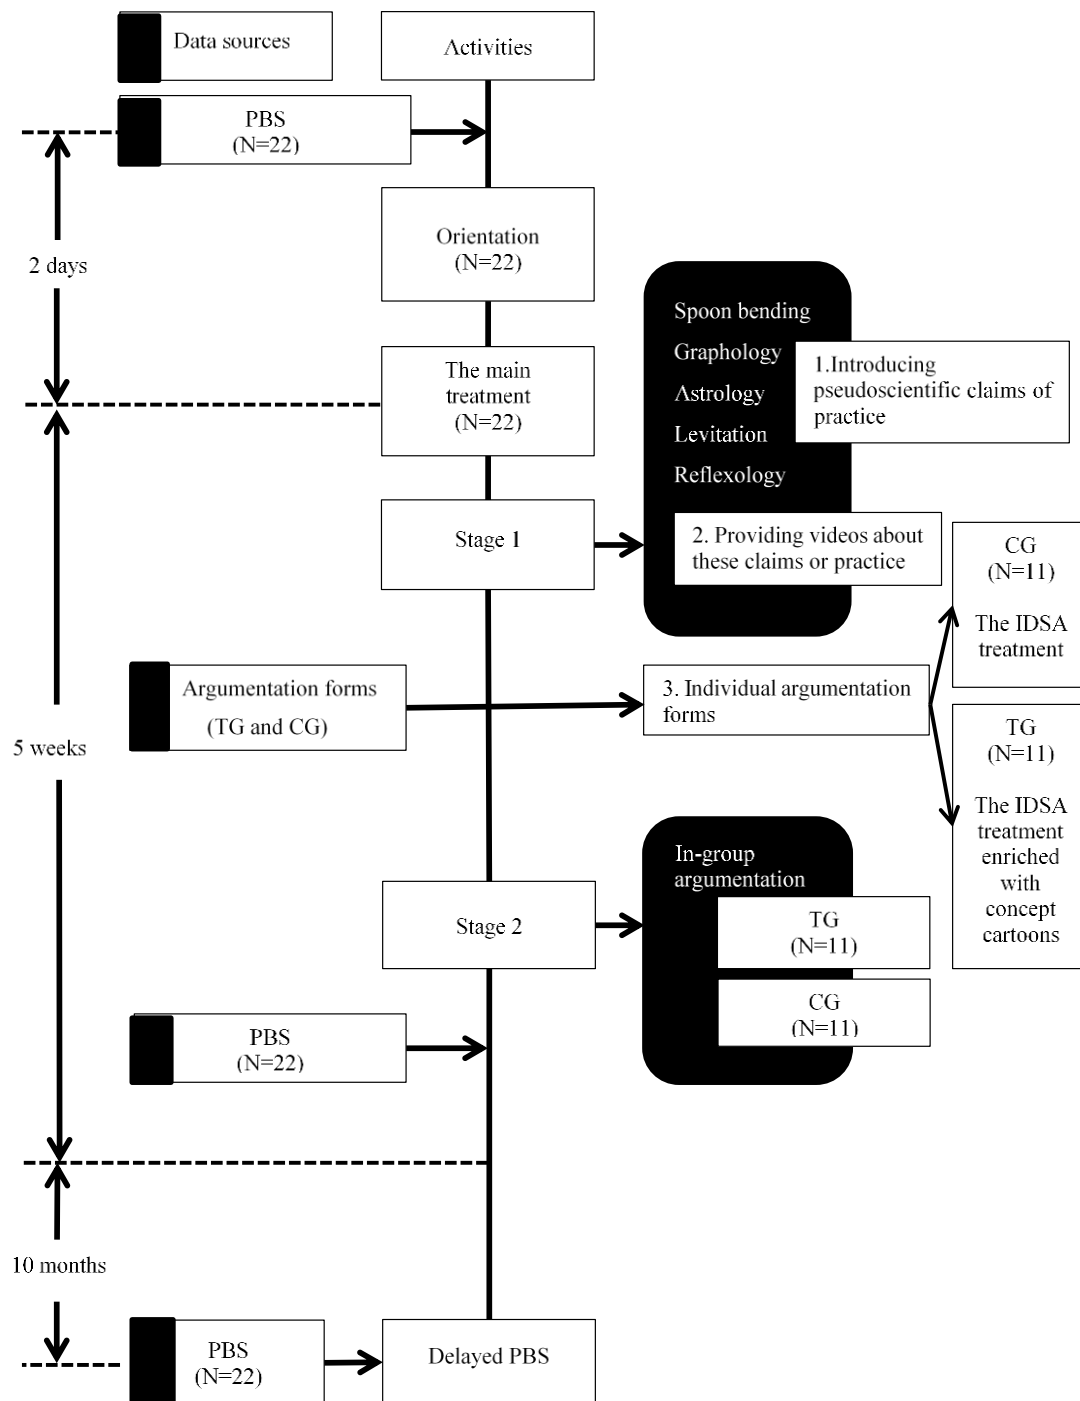 Data sources
Activities
PBS
(N=22)
Orientation
(N=22)
2 days
The main
treatment
(N=22)
Spoon bending
Graphology
Astrology
Levitation
Reflexology
1.Introducing
pseudoscientific claims of
practice
Stage 1
2. Providing videos about
these claims or practice
CG
(N=11)
The IDSA
treatment
Argumentation forms
(TG and CG)
3. Individual argumentation
forms
TG
(N=11)
The IDSA
treatment
enriched
with
concept
cartoons
5 weeks
Stage 2
In-group
argumentation
TG
(N=11)
CG
(N=11)
PBS
(N=22)
10 months
PBS
(N=22)
Delayed PBS